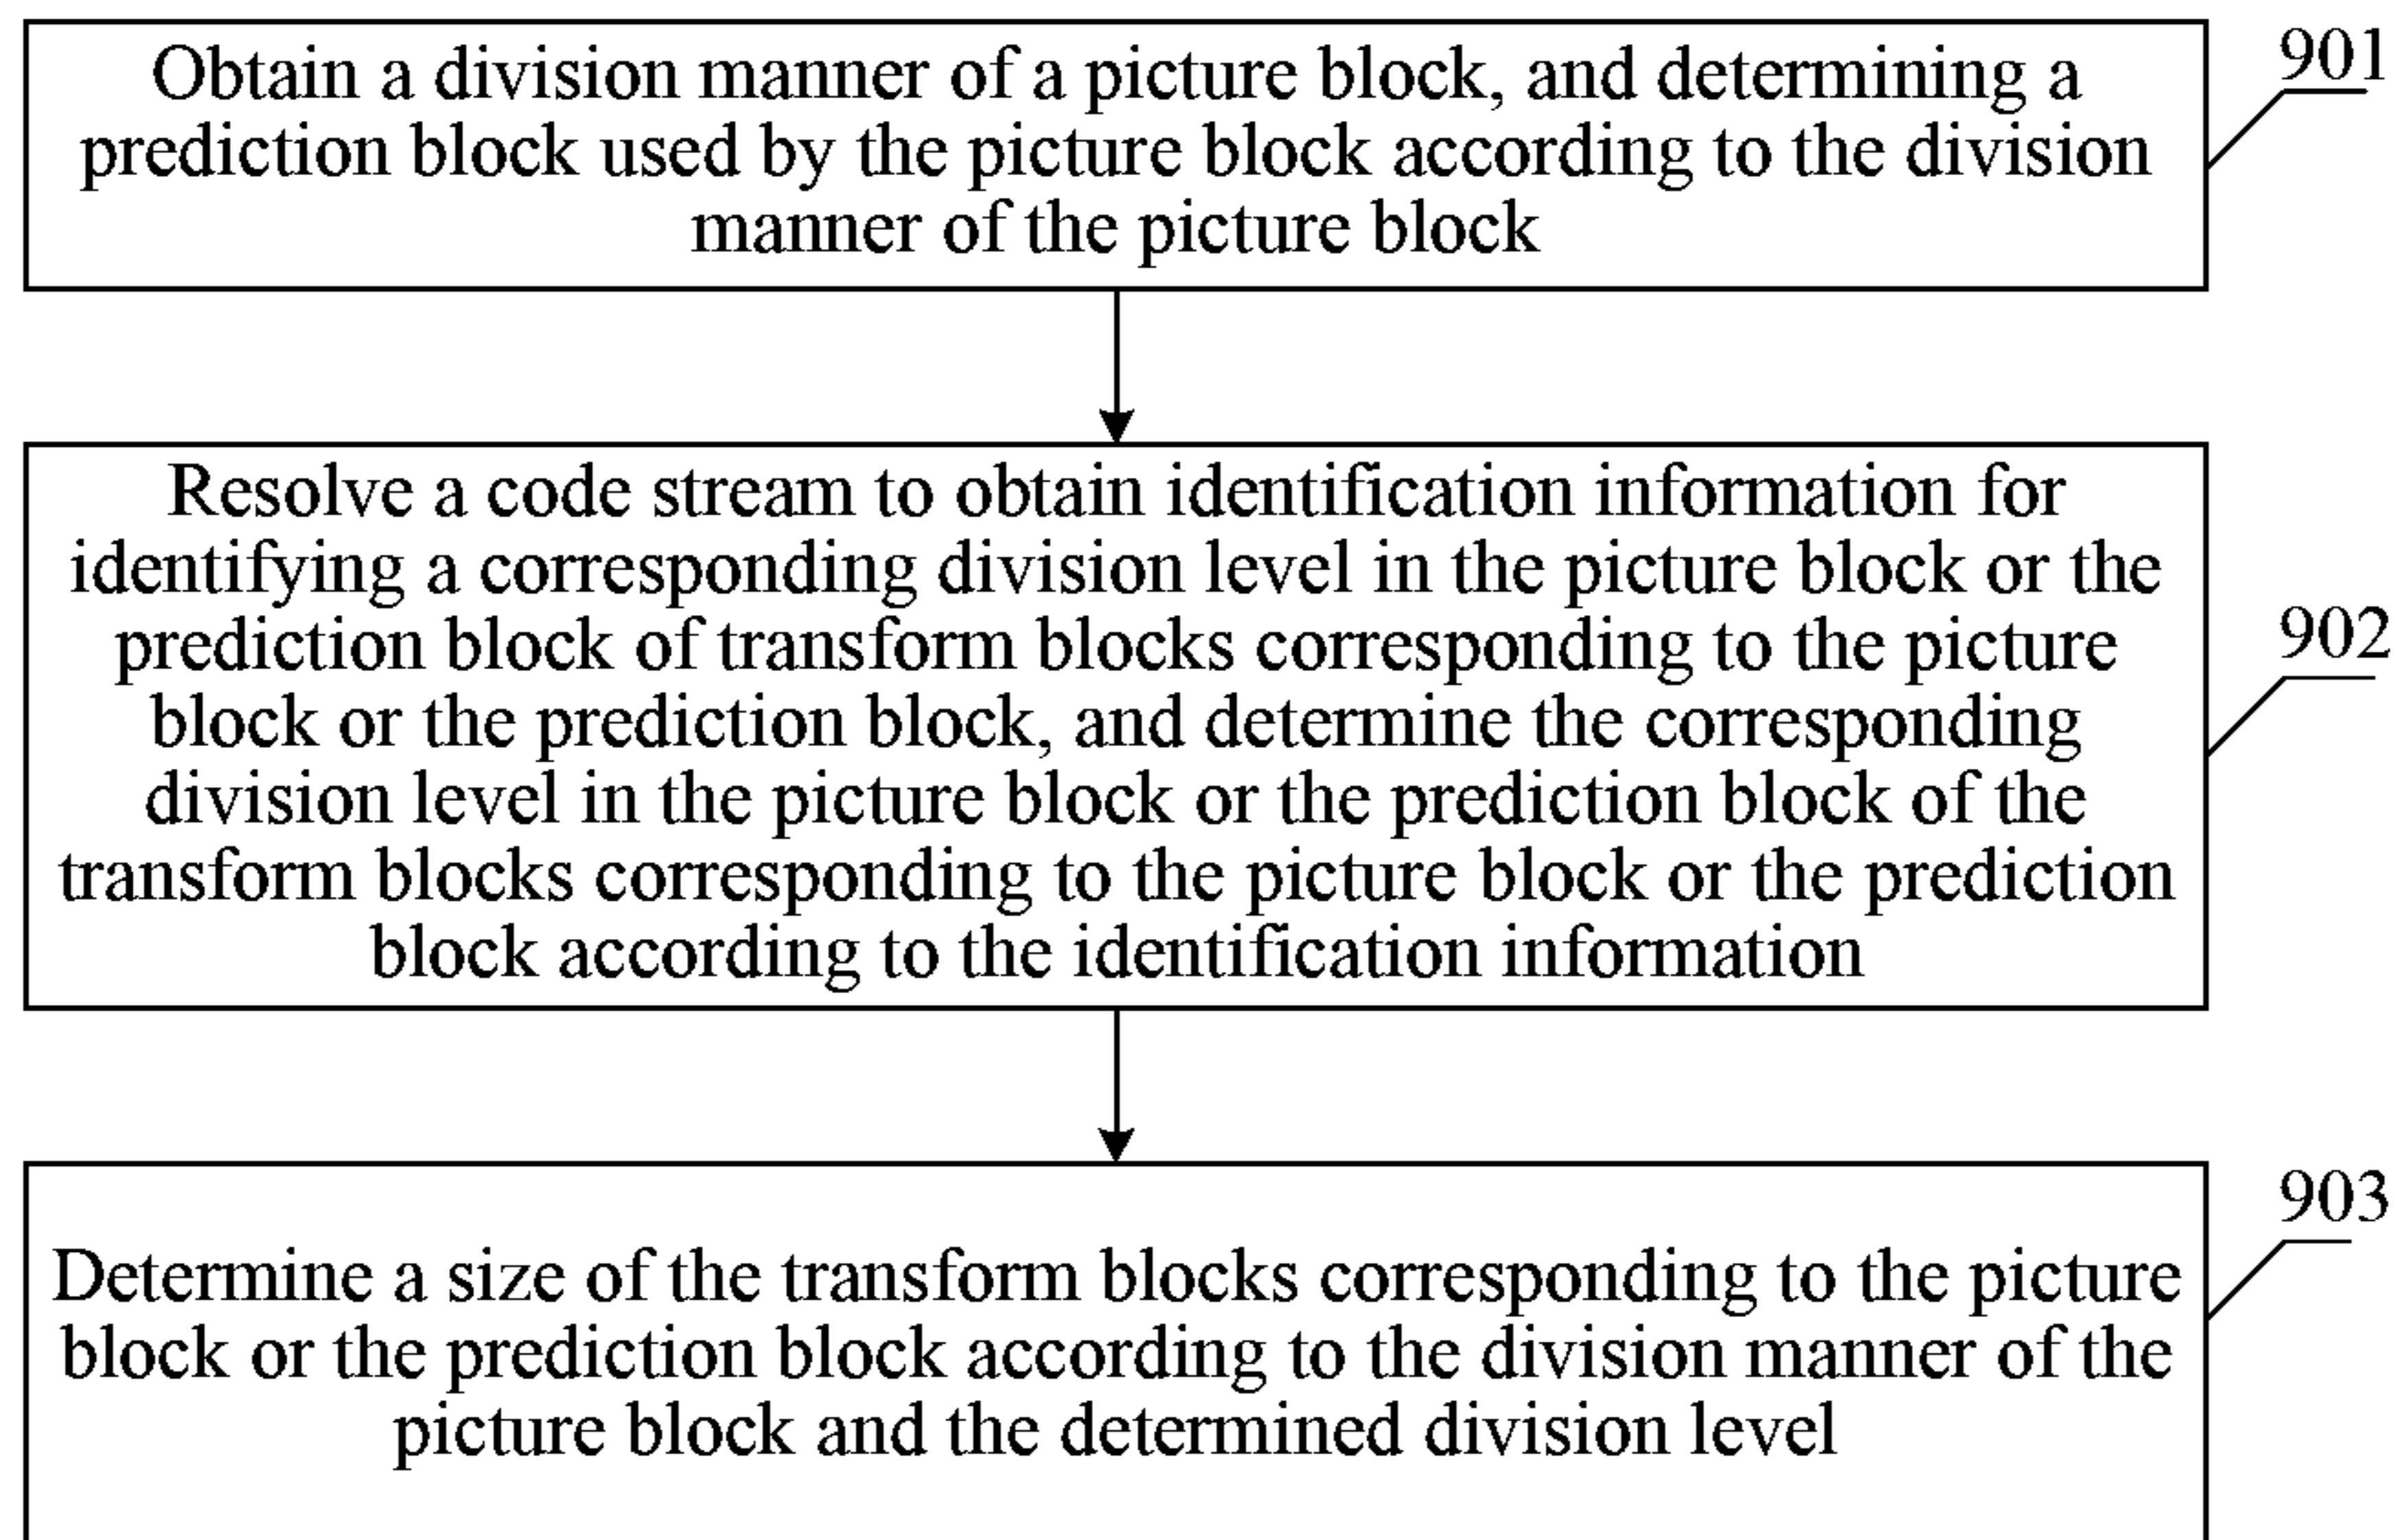 Obtain a division manner of a picture block, and determining a
prediction block used by the picture block according to the division
manner of the picture block
901
Resolve a code stream to obtain identification information for
identifying a corresponding division level in the picture block or the
prediction block of transform blocks corresponding to the picture
block or the prediction block, and determine the corresponding
division level in the picture block or the prediction block of the
transform blocks corresponding to the picture block or the prediction
block according to the identification information
902
Determine a size of the transform blocks corresponding to the picture
block or the prediction block according to the division manner of the
picture block and the determined division level
903